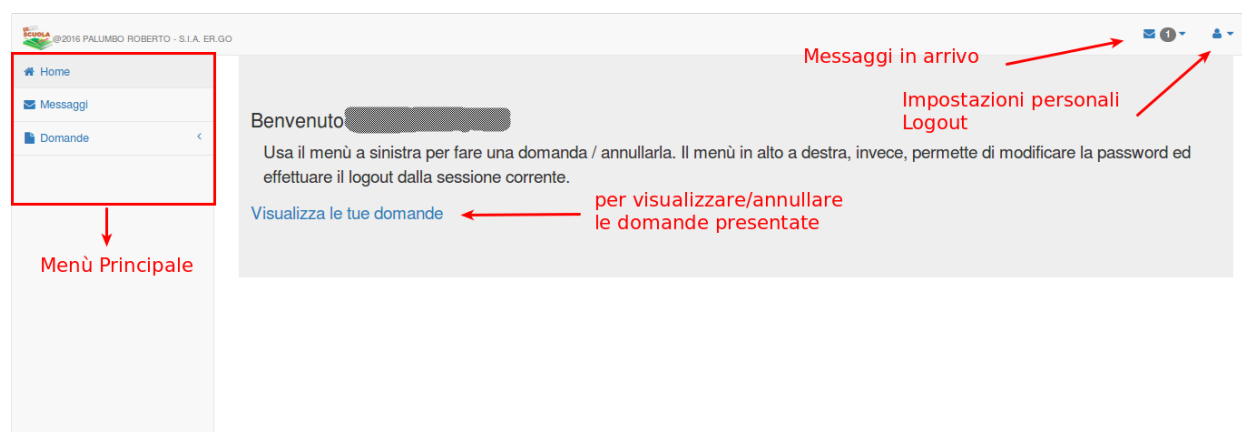 SCUOLA @2016 PALUMBO ROBERTO - S.I.A. ER.GO
1
Messaggi in arrivo
Home
Messaggi
Domande
Impostazioni personali
Logout
Benvenuto
Usa il menù a sinistra per fare una domanda / annullarla. Il menù in alto a destra, invece, permette di modificare la password ed
effettuare il logout dalla sessione corrente.
Visualizza le tue domande
per visualizzare/annullare
le domande presentate
Menù Principale